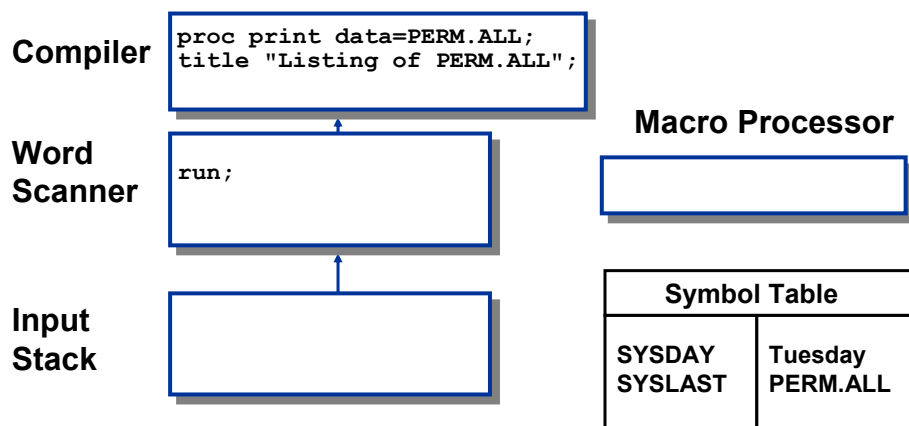 Compiler
proc print data=PERM.ALL;
title "Listing of PERM.ALL";
Word
Scanner
run;
Macro Processor
Input
Stack
Symbol Table
SYSDAY Tuesday
SYSLAST PERM.ALL